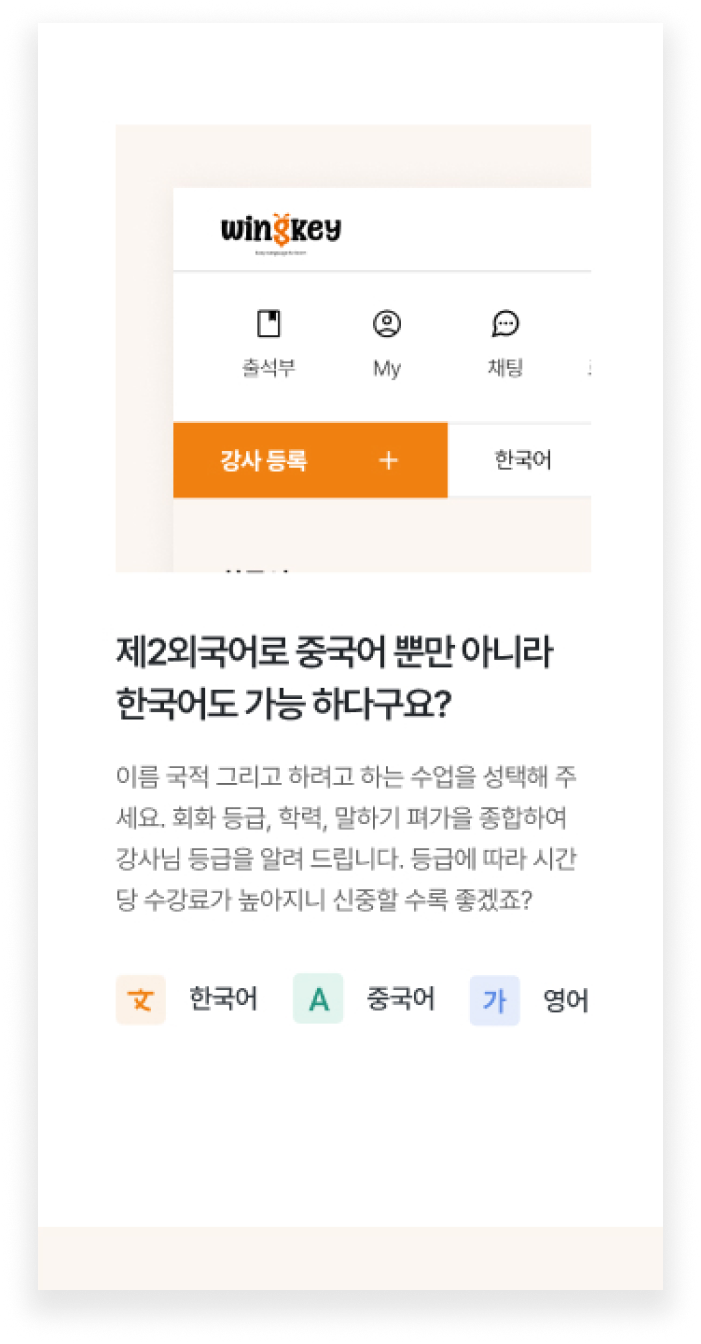 wingkey
출석부
My
채팅
강사 등록 +
한국어
제2외국어로 중국어 뿐만 아니라
한국어도 가능 하다구요?
이름 국적 그리고 하려고 하는 수업을 성택해 주
세요. 회화 등급, 학력, 말하기 펴가을 종합하여
강사님 등급을 알려 드립니다. 등급에 따라 시간
당 수강료가 높아지니 신중할 수록 좋겠죠?
文 한국어
A 중국어
가 영어